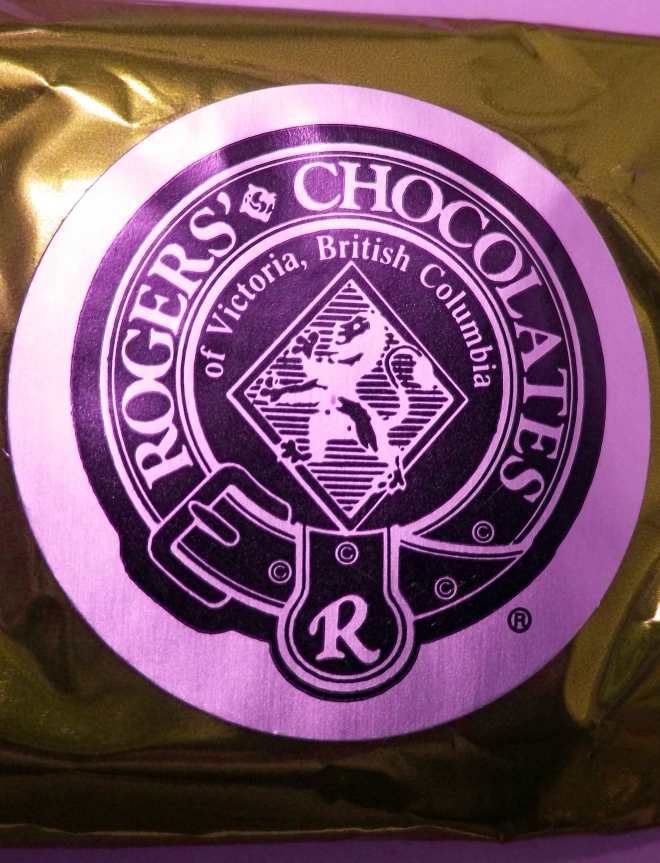 ROGERS' CHOCOLATES
of Victoria, British Columbia
© © © ©
R
®